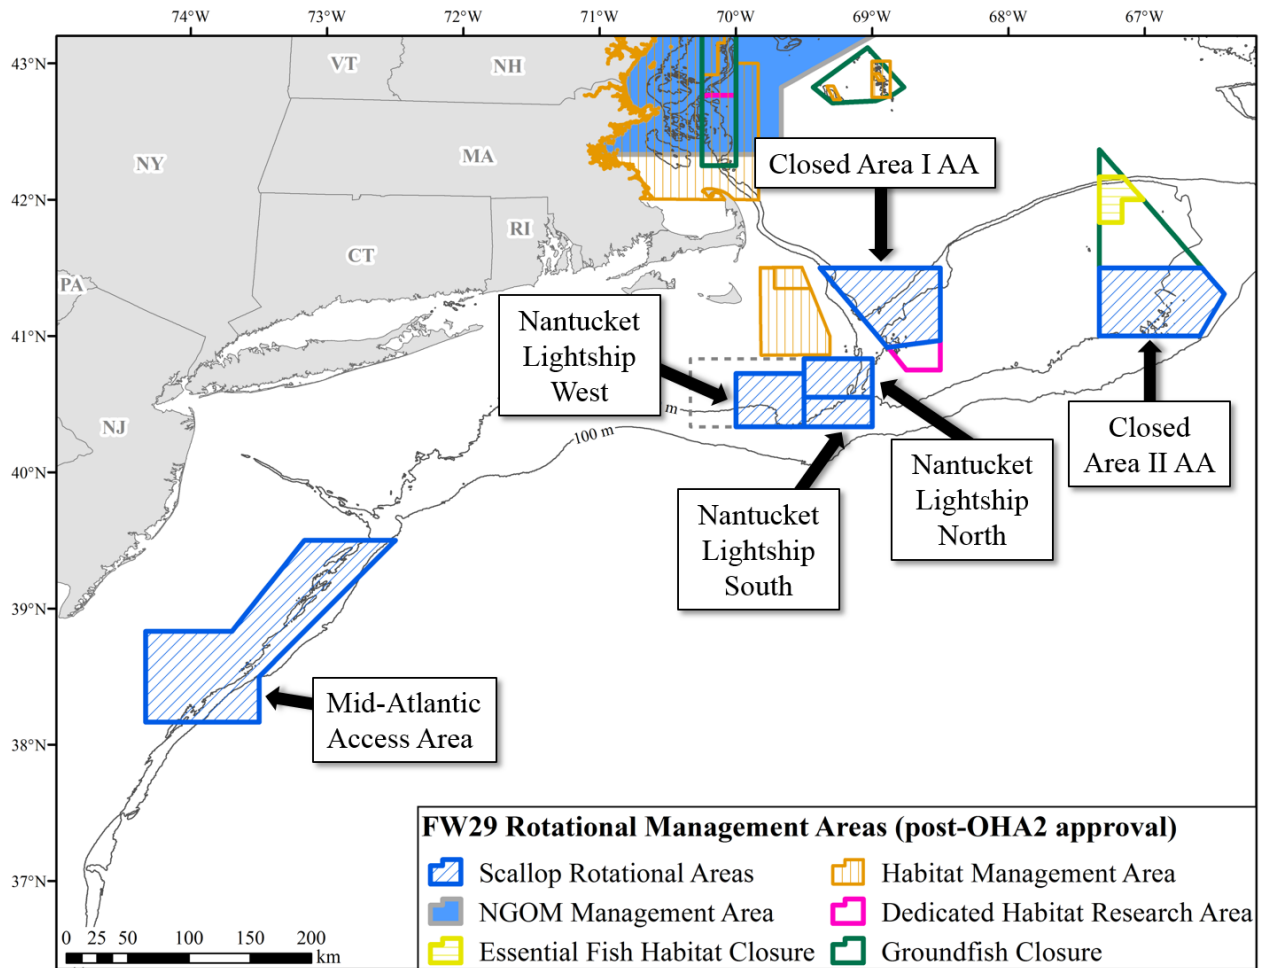 74°W 73°W 72°W 71°W 70°W 69°W 68°W 67°W
43°N
VT
NH
NY
MA
Closed Area I AA
42°N
RI
CT
PA
Nantucket
Lightship
West
41°N
m
100 m
NJ
Closed
Area II AA
40°N
Nantucket
Lightship
North
Nantucket
Lightship
South
39°N
Mid-Atlantic
Access Area
38°N
37°N
FW29 Rotational Management Areas (post-OHA2 approval)
Scallop Rotational Areas
Habitat Management Area
NGOM Management Area
Dedicated Habitat Research Area
Essential Fish Habitat Closure
Groundfish Closure
0 25 50 100 150 200
km